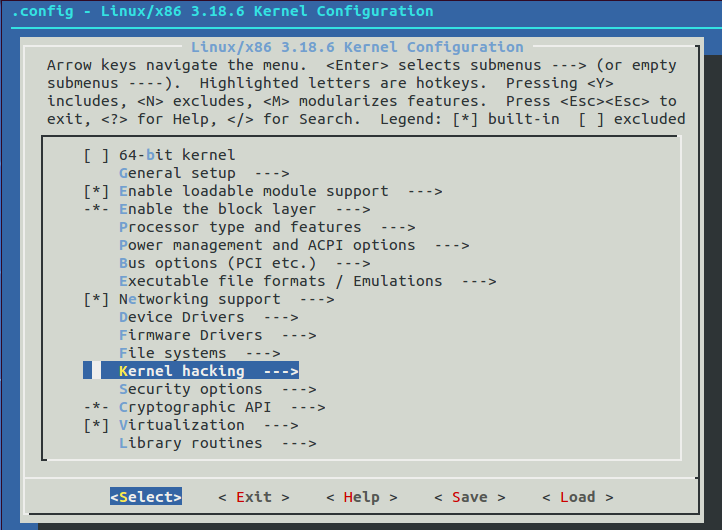 .config - Linux/x86 3.18.6 Kernel Configuration
Linux/x86 3.18.6 Kernel Configuration
Arrow keys navigate the menu.  <Enter> selects submenus ---> (or empty
submenus ----).  Highlighted letters are hotkeys.  Pressing <Y>
includes, <N> excludes, <M> modularizes features.  Press <Esc><Esc> to
exit, <?> for Help, </> for Search.  Legend: [*] built-in  [ ] excluded
[ ] 64-bit kernel
General setup  --->
[*] Enable loadable module support  --->
-*- Enable the block layer  --->
Processor type and features  --->
Power management and ACPI options  --->
Bus options (PCI etc.)  --->
Executable file formats / Emulations  --->
[*] Networking support  --->
Device Drivers  --->
Firmware Drivers  --->
File systems  --->
Kernel hacking  --->
Security options  --->
-*- Cryptographic API  --->
[*] Virtualization  --->
Library routines  --->
<Select>    < Exit >    < Help >    < Save >    < Load >